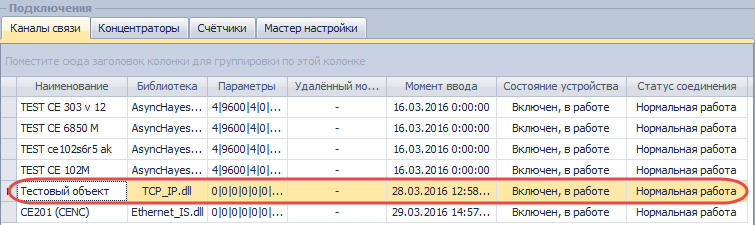 Подключения
Каналы связи Концентраторы Счётчики Мастер настройки
Поместите сюда заголовок колонки для группировки по этой колонке
Наименование Библиотека Параметры Удалённый мо... Момент ввода Состояние устройства Статус соединения
TEST CE 303 v 12 AsyncHayes... 4|9600|4|0|... - 16.03.2016 0:00:00 Включен, в работе Нормальная работа
TEST CE 6850 M AsyncHayes... 4|9600|4|0|... - 16.03.2016 0:00:00 Включен, в работе Нормальная работа
TEST ce102s6r5 ak AsyncHayes... 4|9600|4|0|... - 16.03.2016 0:00:00 Включен, в работе Нормальная работа
TEST CE 102M AsyncHayes... 4|9600|4|0|... - 16.03.2016 0:00:00 Включен, в работе Нормальная работа
Тестовый объект TCP_IP.dll 0|0|0|0|0|0|... - 28.03.2016 12:58... Включен, в работе Нормальная работа
CE201 (CENC) Ethernet_IS.dll 0|0|0|0|0|0|... - 29.03.2016 14:57... Включен, в работе Нормальная работа